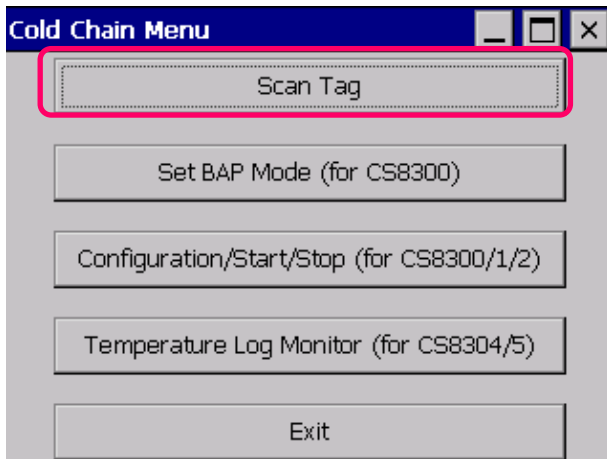 Cold Chain Menu
Scan Tag
Set BAP Mode (for CS8300)
Configuration/Start/Stop (for CS8300/1/2)
Temperature Log Monitor (for CS8304/5)
Exit